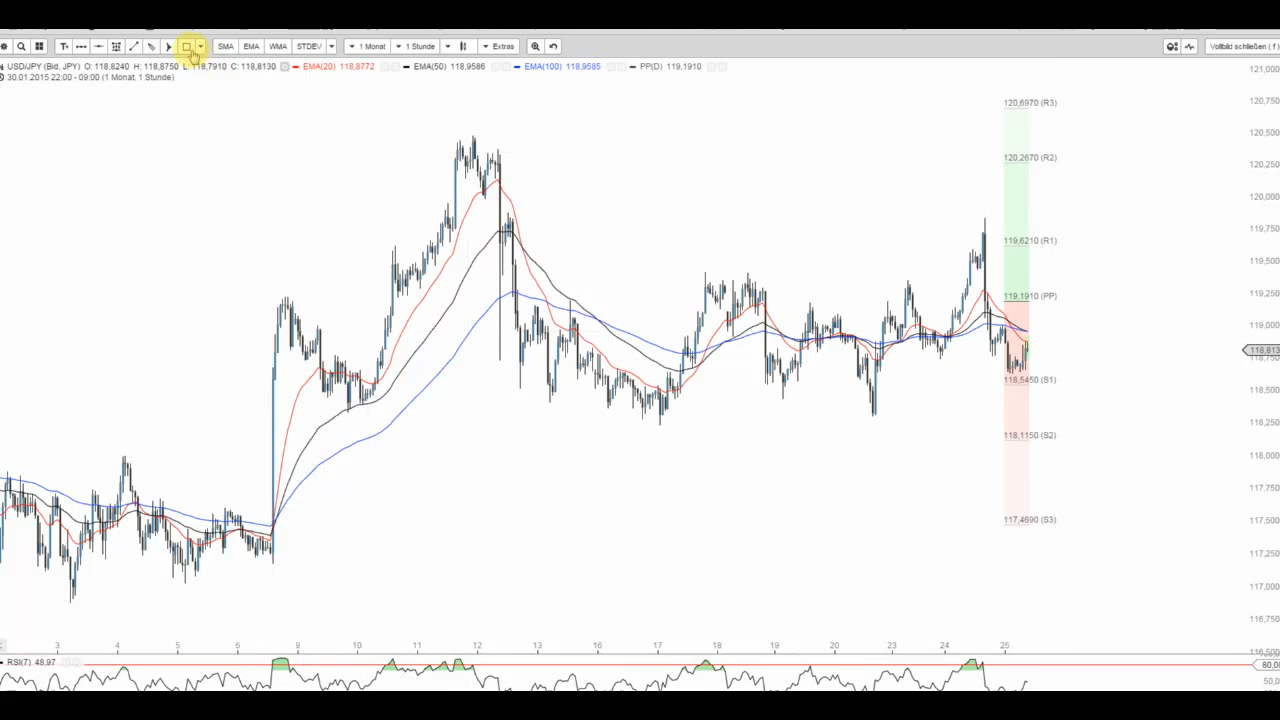 SMA EMA WMA STDEV 1 Monat 1 Stunde Extras Vollbild schließen ( f
USD/JPY (Bid, JPY) O: 118,8240 H: 118,8750 L: 118,7910 C: 118,8130 EMA(20) 118,8772 EMA(50) 118,9586 EMA(100) 118,9585 PP(D) 119,1910
30.01.2015 22:00 - 09:00 (1 Monat, 1 Stunde)
121,000
120,750
120,6970 (R3)
120,500
120,250
120,2670 (R2)
120,000
119,750
119,6210 (R1)
119,500
119,250
119,1910 (PP)
119,000
118,813
118,750
118,5450 (S1)
118,500
118,250
118,1150 (S2)
118,000
117,750
117,4690 (S3)
117,500
117,250
117,000
116,750
116,500
3 4 5 6 8 9 10 11 12 13 16 17 18 19 20 23 24 25
RSI(7) 48,97
80,00
50,00